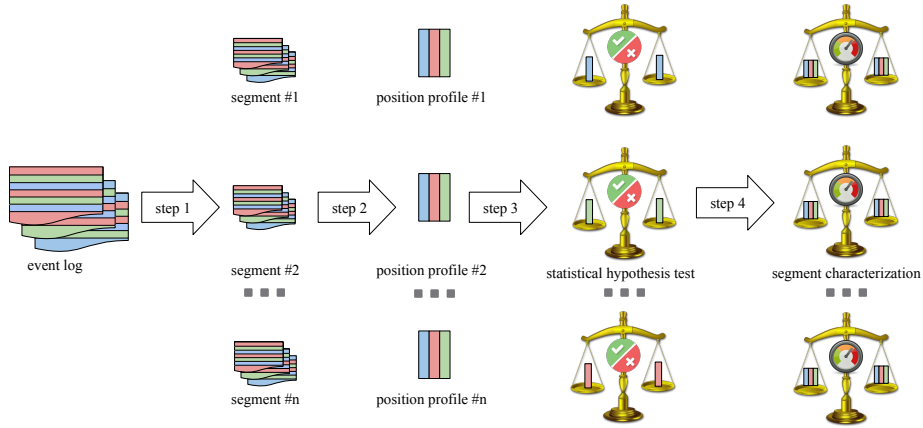 segment #1
position profile #1
step 1
step 2
step 3
step 4
event log
segment #2
position profile #2
statistical hypothesis test
segment characterization
segment #n
position profile #n